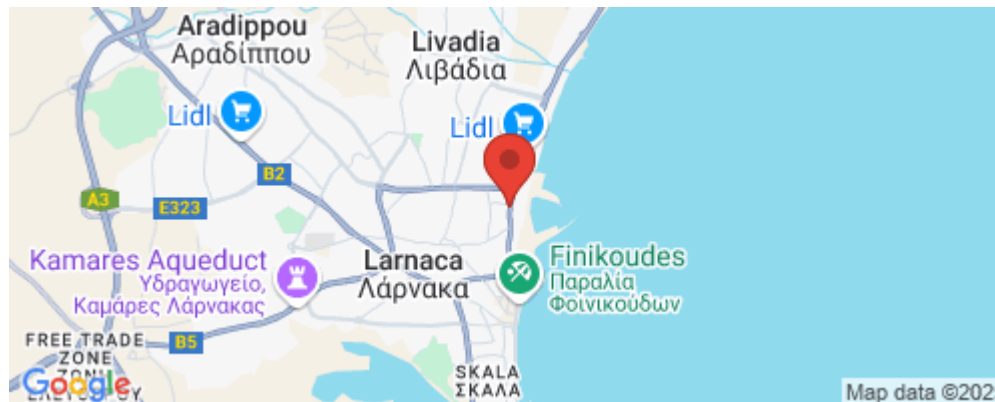 Aradippou
Αραδίππου
Livadia
Λιβάδια
Lidl
Lidl
B2
A3
E323
Kamares Aqueduct
Υδραγωγείο,
Καμάρες Λάρνακας
Larnaca
Λάρνακα
Finikoudes
Παραλία
Φοινικούδων
B5
FREE TRADE
ZONE
SKALA
ΣΚΑΛΑ
Google
Map data ©202